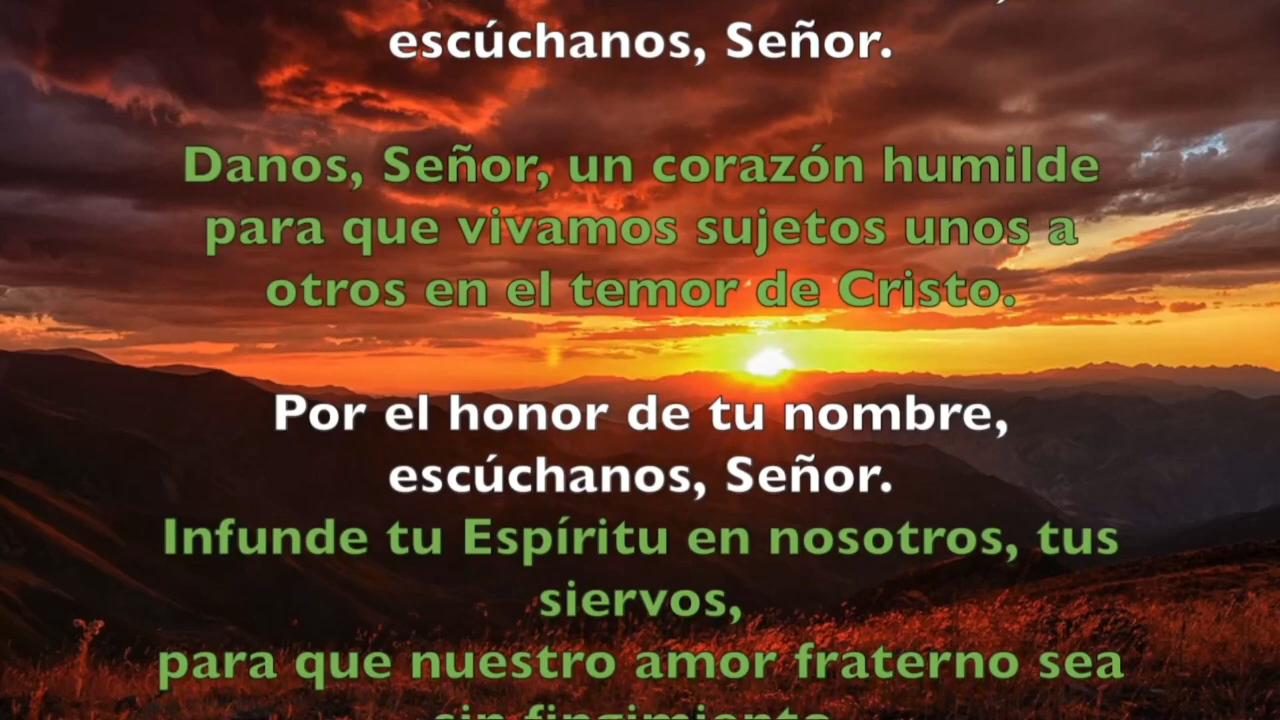 escúchanos, Señor.
Danos, Señor, un corazón humilde
para que vivamos sujetos unos a
otros en el temor de Cristo.
Por el honor de tu nombre,
escúchanos, Señor.
Infunde tu Espíritu en nosotros, tus
siervos,
para que nuestro amor fraterno sea
sin fingimiento.